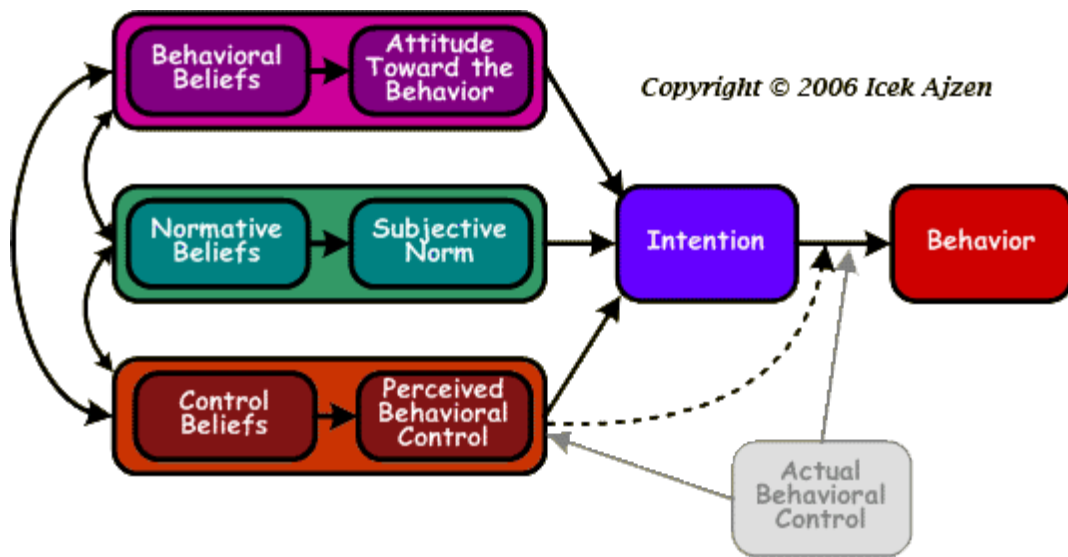 Behavioral
Beliefs
Attitude
Toward the
Behavior
Copyright © 2006 Icek Ajzen
Normative
Beliefs
Subjective
Norm
Intention
Behavior
Control
Beliefs
Perceived
Behavioral
Control
Actual
Behavioral
Control